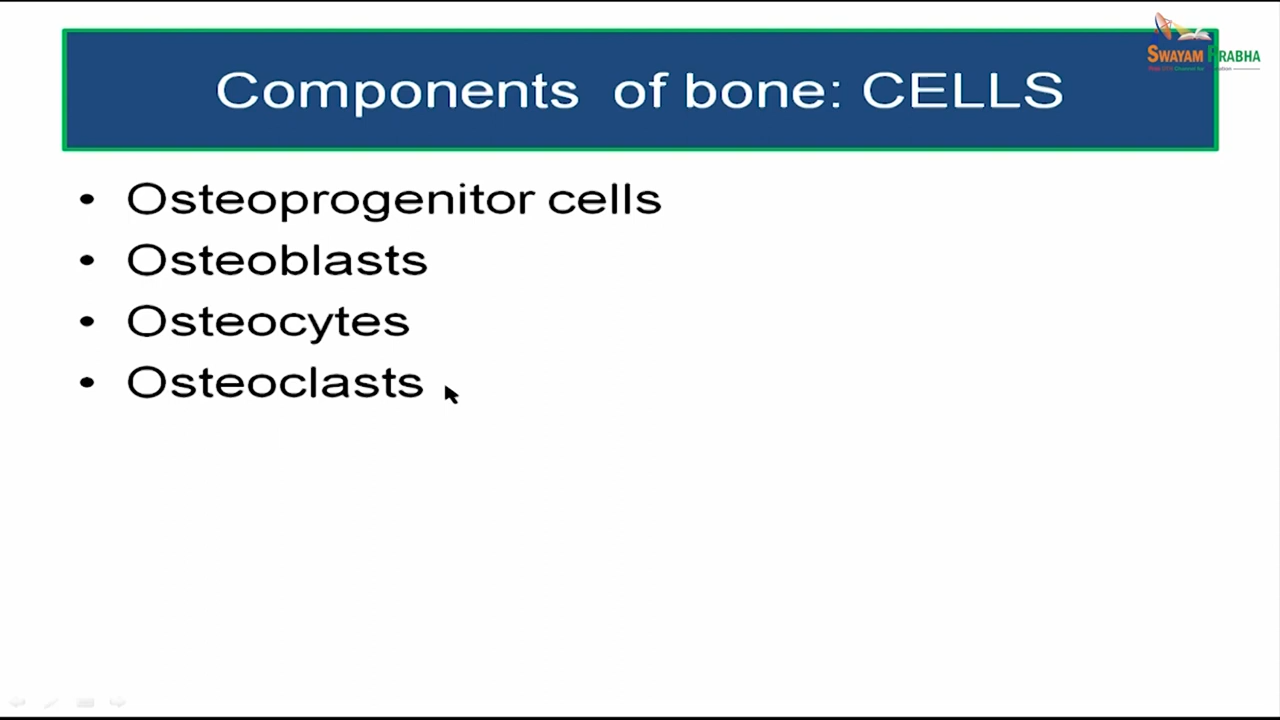 SWAYAM PRABHA
Components of bone: CELLS
• Osteoprogenitor cells
• Osteoblasts
• Osteocytes
• Osteoclasts